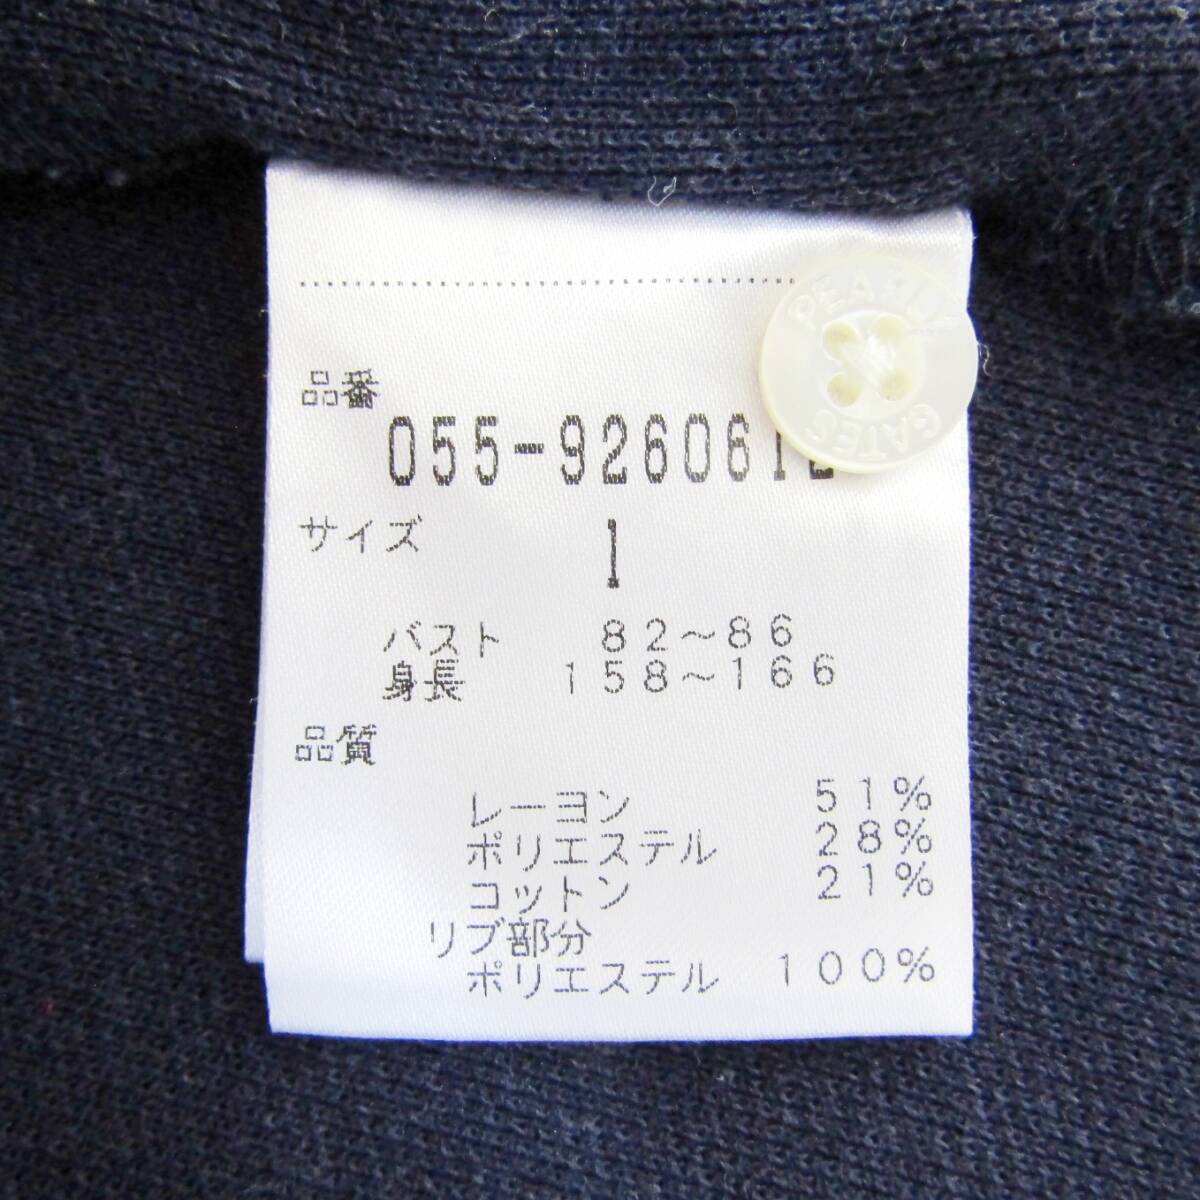 PEARLY
GATES
品番
055-926061
サイズ
1
バスト 82～86
身長 158～166
品質
レーヨン 51%
ポリエステル 28%
コットン 21%
リブ部分
ポリエステル 100%